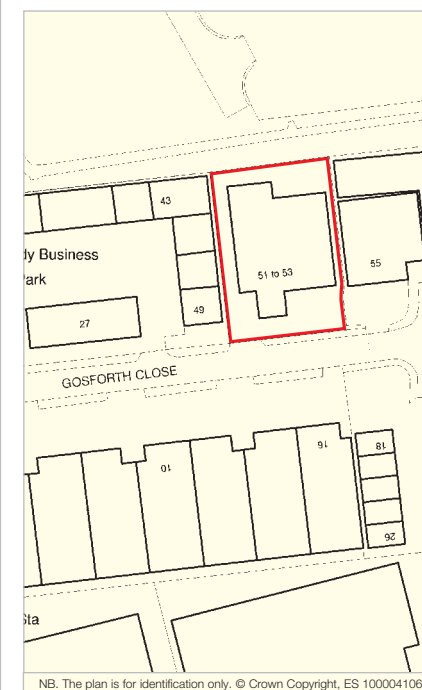 43
dy Business
Park
51 to 53
55
49
27
GOSFORTH CLOSE
10
16
18
26
Sta
NB. The plan is for identification only. © Crown Copyright, ES 100004106